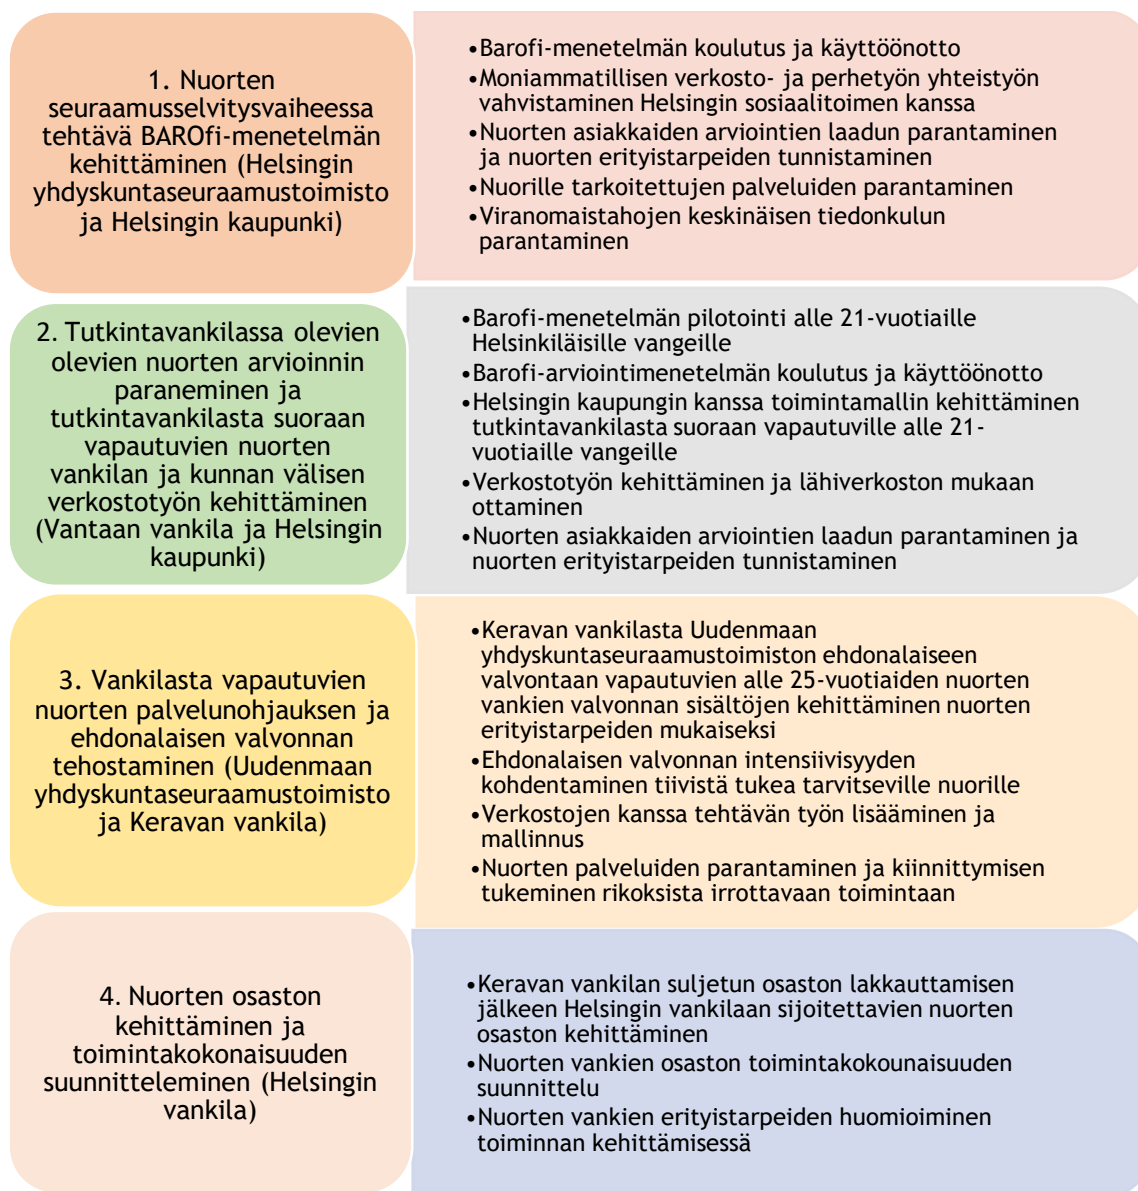 1. Nuorten
seuraamusselvitysvaiheessa
tehtävä BAROfi-menetelmän
kehittäminen (Helsingin
yhdyskuntaseuraamustoimisto
ja Helsingin kaupunki)
•Barofi-menetelmän koulutus ja käyttöönotto
•Moniammatillisen verkosto- ja perhetyön yhteistyön
vahvistaminen Helsingin sosiaalitoimen kanssa
•Nuorten asiakkaiden arviointien laadun parantaminen
ja nuorten erityistarpeiden tunnistaminen
•Nuorille tarkoitettujen palveluiden parantaminen
•Viranomaistahojen keskinäisen tiedonkulun
parantaminen
2. Tutkintavankilassa olevien
olevien nuorten arvioinnin
paraneminen ja
tutkintavankilasta suoraan
vapautuvien nuorten
vankilan ja kunnan välisen
verkostotyön kehittäminen
(Vantaan vankila ja Helsingin
kaupunki)
•Barofi-menetelmän pilotointi alle 21-vuotiaille
Helsinkiläisille vangeille
•Barofi-arviointimenetelmän koulutus ja käyttöönotto
•Helsingin kaupungin kanssa toimintamallin kehittäminen
tutkintavankilasta suoraan vapautuville alle 21-
vuotiaille vangeille
•Verkostotyön kehittäminen ja lähiverkoston mukaan
ottaminen
•Nuorten asiakkaiden arviointien laadun parantaminen ja
nuorten erityistarpeiden tunnistaminen
3. Vankilasta vapautuvien
nuorten palvelunohjauksen ja
ehdonalaisen valvonnan
tehostaminen (Uudenmaan
yhdyskuntaseuraamustoimisto
ja Keravan vankila)
•Keravan vankilasta Uudenmaan
yhdyskuntaseuraamustoimiston ehdonalaiseen
valvontaan vapautuvien alle 25-vuotiaiden nuorten
vankien valvonnan sisältöjen kehittäminen nuorten
erityistarpeiden mukaiseksi
•Ehdonalaisen valvonnan intensiivisyyden
kohdentaminen tiivistä tukea tarvitseville nuorille
•Verkostojen kanssa tehtävän työn lisääminen ja
mallinnus
•Nuorten palveluiden parantaminen ja kiinnittymisen
tukeminen rikoksista irrottavaan toimintaan
4. Nuorten osaston
kehittäminen ja
toimintakokonaisuuden
suunnitteleminen (Helsingin
vankila)
•Keravan vankilan suljetun osaston lakkauttamisen
jälkeen Helsingin vankilaan sijoitettavien nuorten
osaston kehittäminen
•Nuorten vankien osaston toimintakokounaisuuden
suunnittelu
•Nuorten vankien erityistarpeiden huomioiminen
toiminnan kehittämisessä